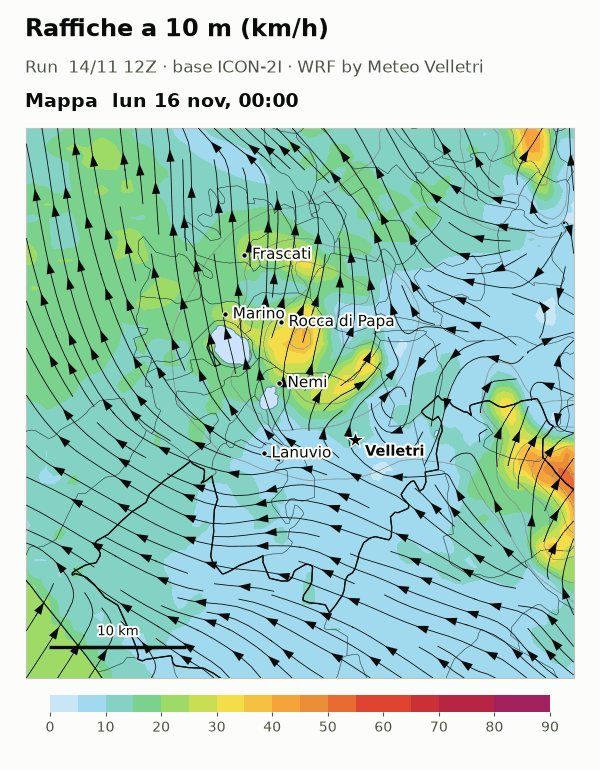 Raffiche a 10 m (km/h)
Run  14/11 12Z · base ICON-2I · WRF by Meteo Velletri
Mappa  lun 16 nov, 00:00
Frascati
Marino
Rocca di Papa
Nemi
Velletri
Lanuvio
10 km
0 10 20 30 40 50 60 70 80 90